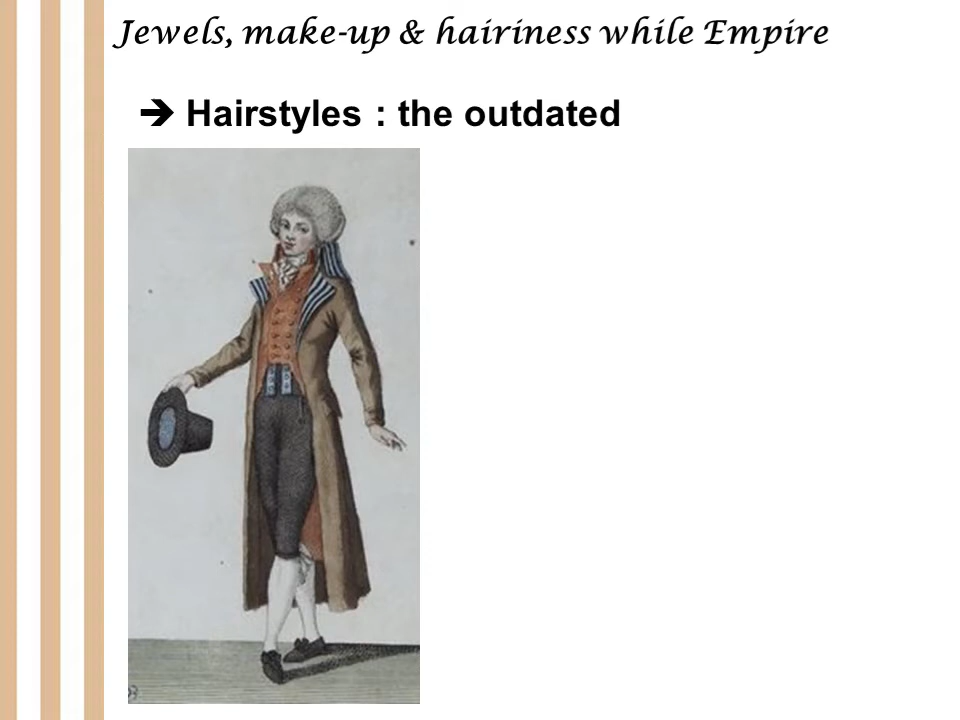 Jewels, make-up & hairiness while Empire
➔ Hairstyles : the outdated